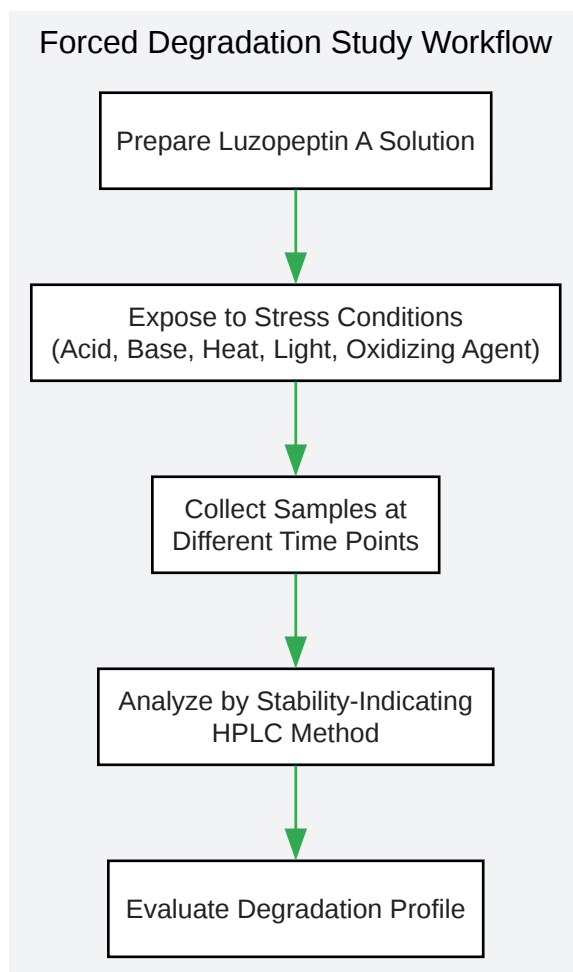 Forced Degradation Study Workflow
Prepare Luzopeptin A Solution
Expose to Stress Conditions
(Acid, Base, Heat, Light, Oxidizing Agent)
Collect Samples at
Different Time Points
Analyze by Stability-Indicating
HPLC Method
Evaluate Degradation Profile